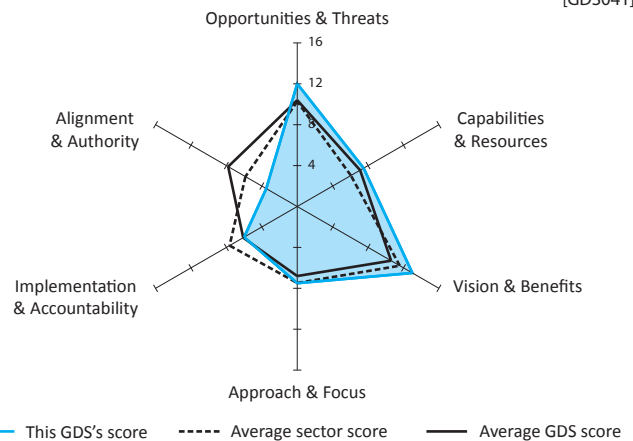 [GDS041]
Opportunities & Threats
16
12
8
4
Alignment
& Authority
Capabilities
& Resources
Implementation
& Accountability
Vision & Benefits
Approach & Focus
This GDS's score
Average sector score
Average GDS score